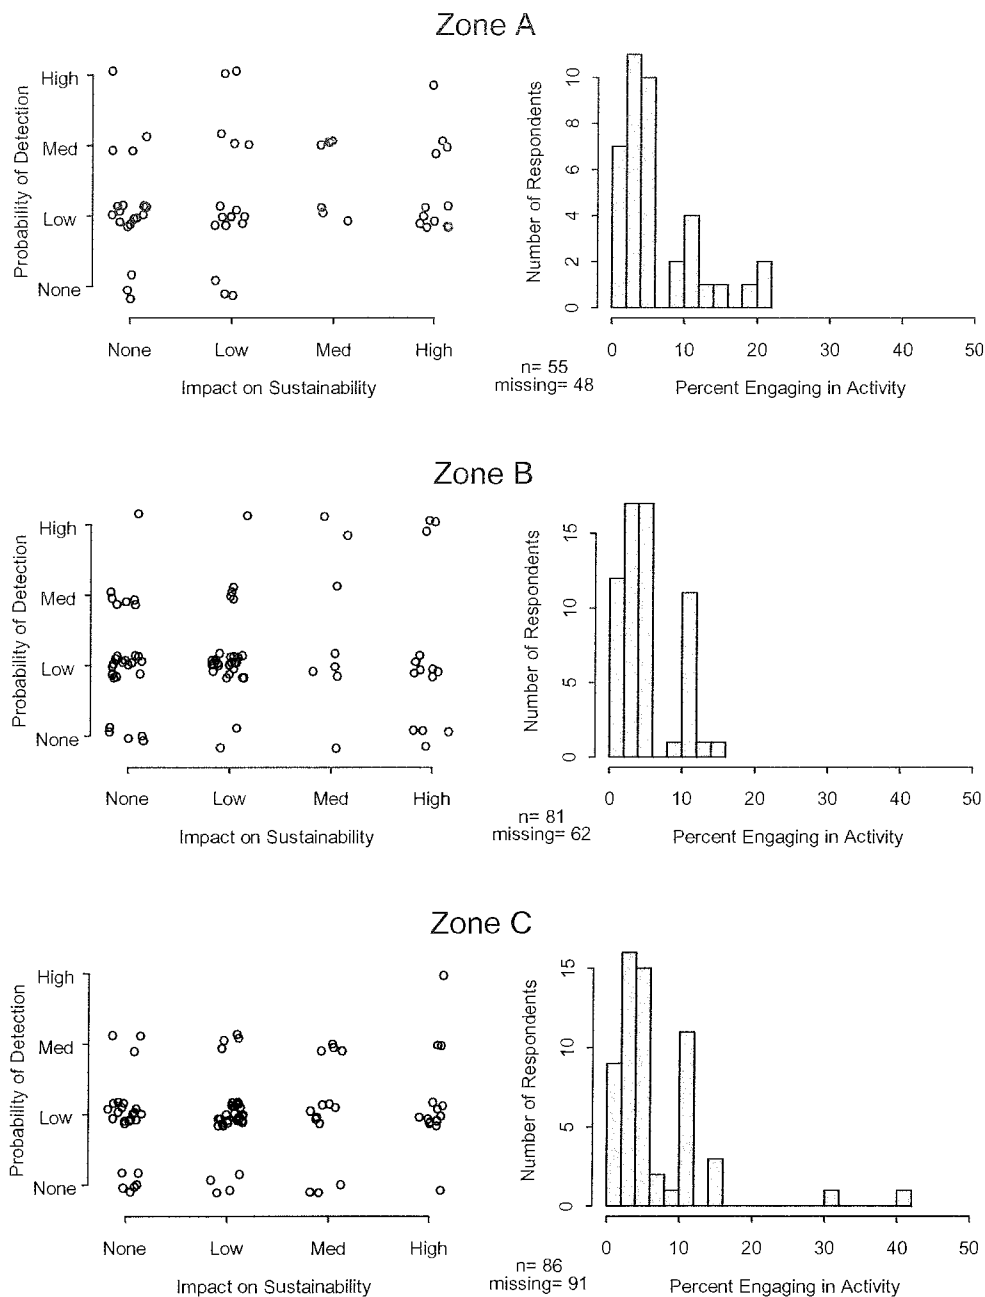 Zone A
Probability of Detection
High
Med
Low
None
None Low Med High
Impact on Sustainability
n= 55
missing= 48
Number of Respondents
10
8
6
4
2
0
0 10 20 30 40 50
Percent Engaging in Activity
Zone B
Probability of Detection
High
Med
Low
None
None Low Med High
Impact on Sustainability
n= 81
missing= 62
Number of Respondents
15
10
5
0
0 10 20 30 40 50
Percent Engaging in Activity
Zone C
Probability of Detection
High
Med
Low
None
None Low Med High
Impact on Sustainability
n= 86
missing= 91
Number of Respondents
15
10
5
0
0 10 20 30 40 50
Percent Engaging in Activity